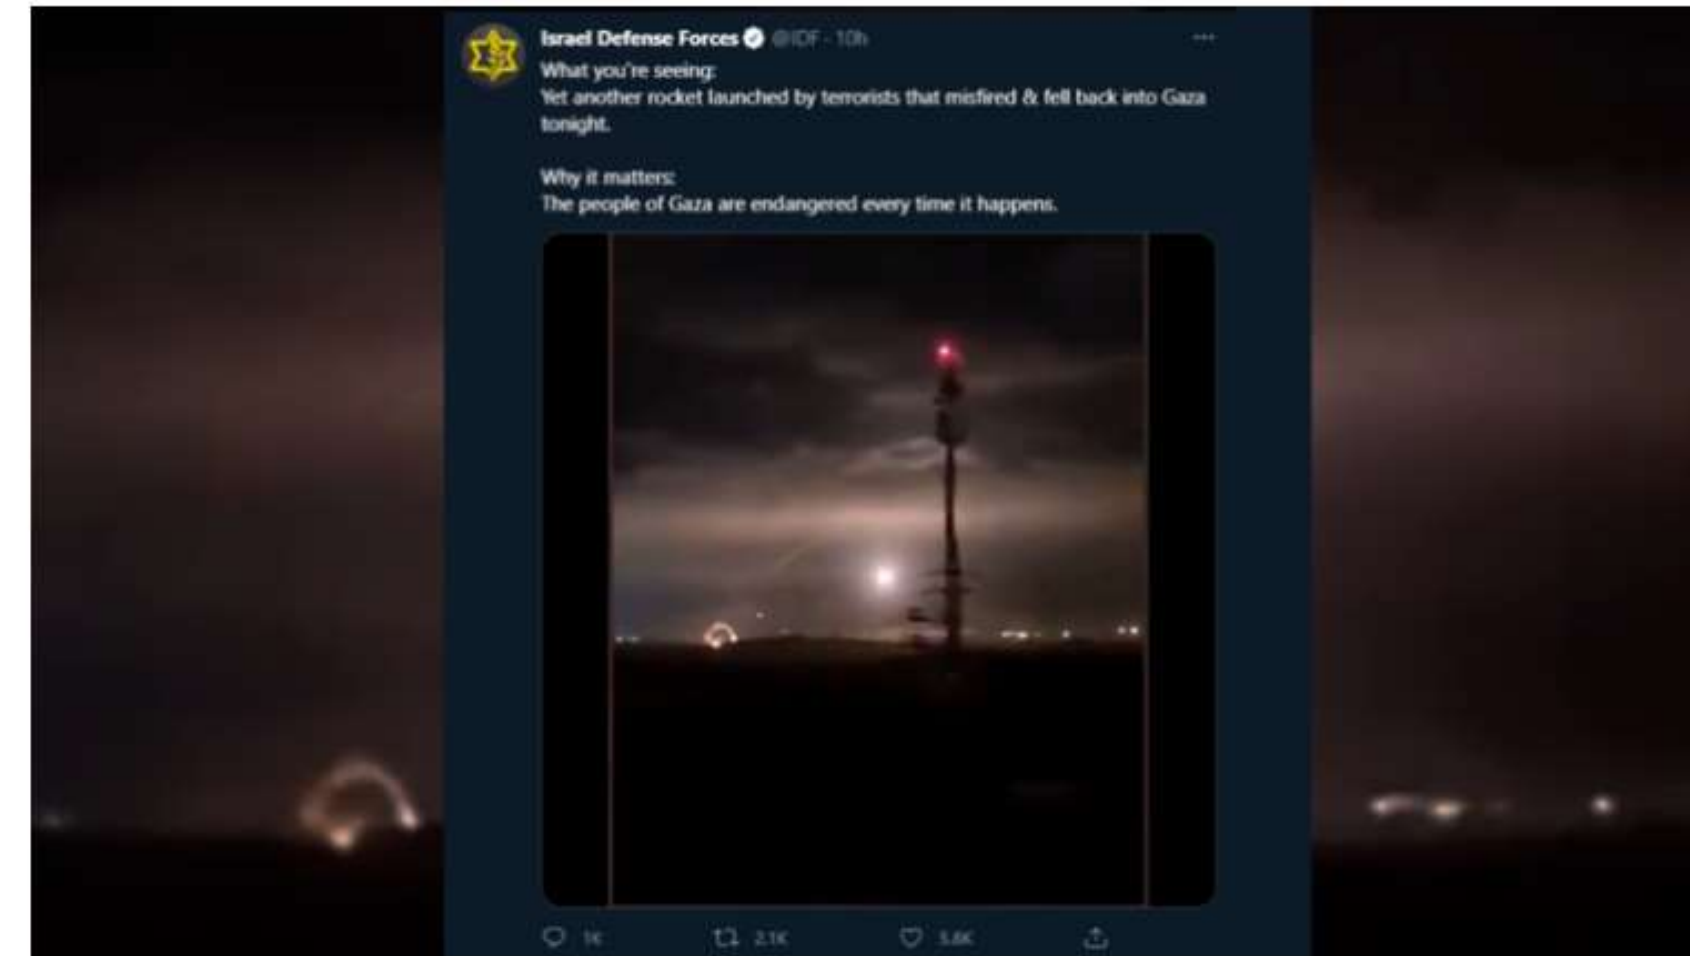 Israel Defense Forces @IDF · 10h
What you're seeing:
Yet another rocket launched by terrorists that misfired & fell back into Gaza
tonight.
Why it matters:
The people of Gaza are endangered every time it happens.
1K 2.1K 5.6K